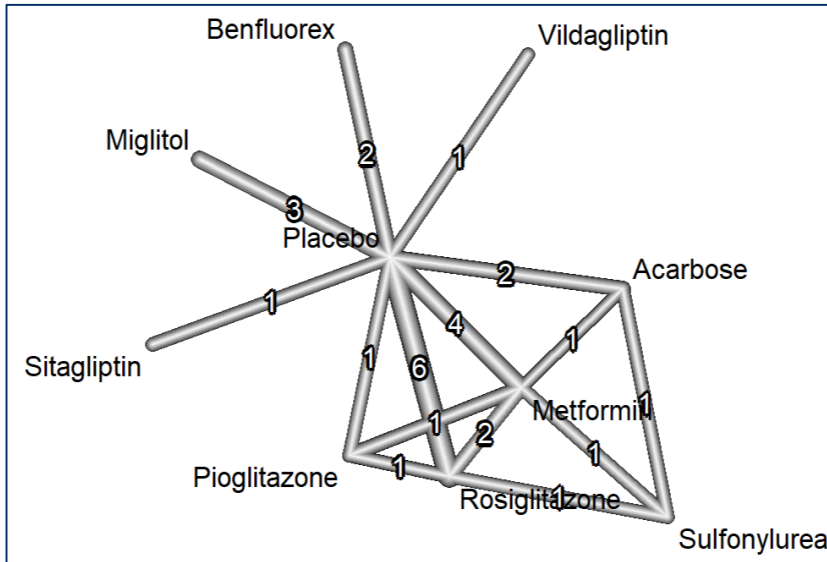 Benfluorex
Vildagliptin
Miglitol
2
1
3
Placebo
Acarbose
2
1
4
1
Sitagliptin
1
6
1
Metformin
1
2
1
1
Pioglitazone
1
Rosiglitazone
1
Sulfonylurea